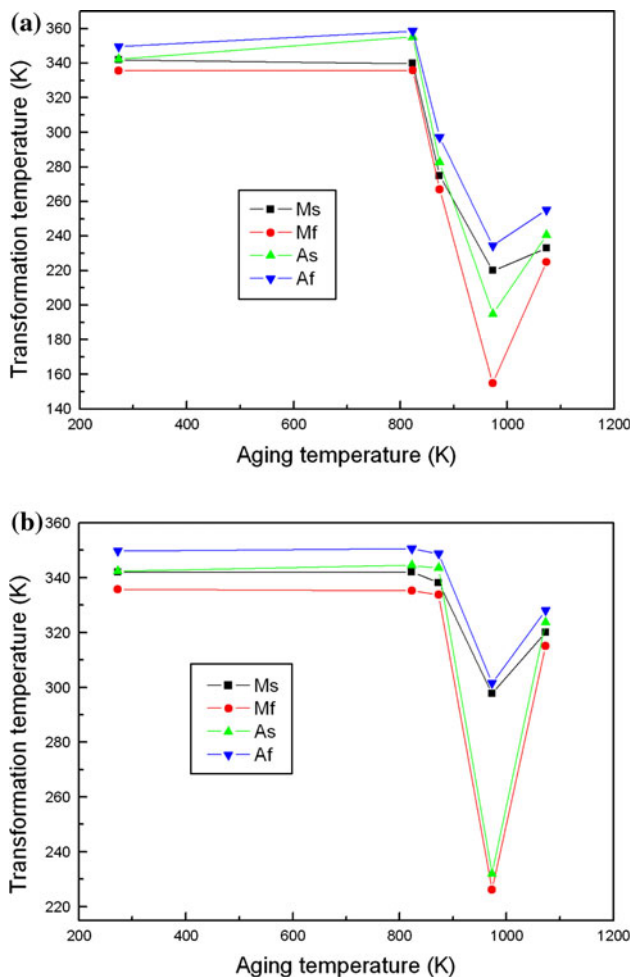 (a)
360
340
320
300
280
260
240
220
200
180
160
140
Transformation temperature (K)
Ms
Mf
As
Af
200 400 600 800 1000 1200
Aging temperature (K)
(b)
360
340
320
300
280
260
240
220
Transformation temperature (K)
Ms
Mf
As
Af
200 400 600 800 1000 1200
Aging temperature (K)